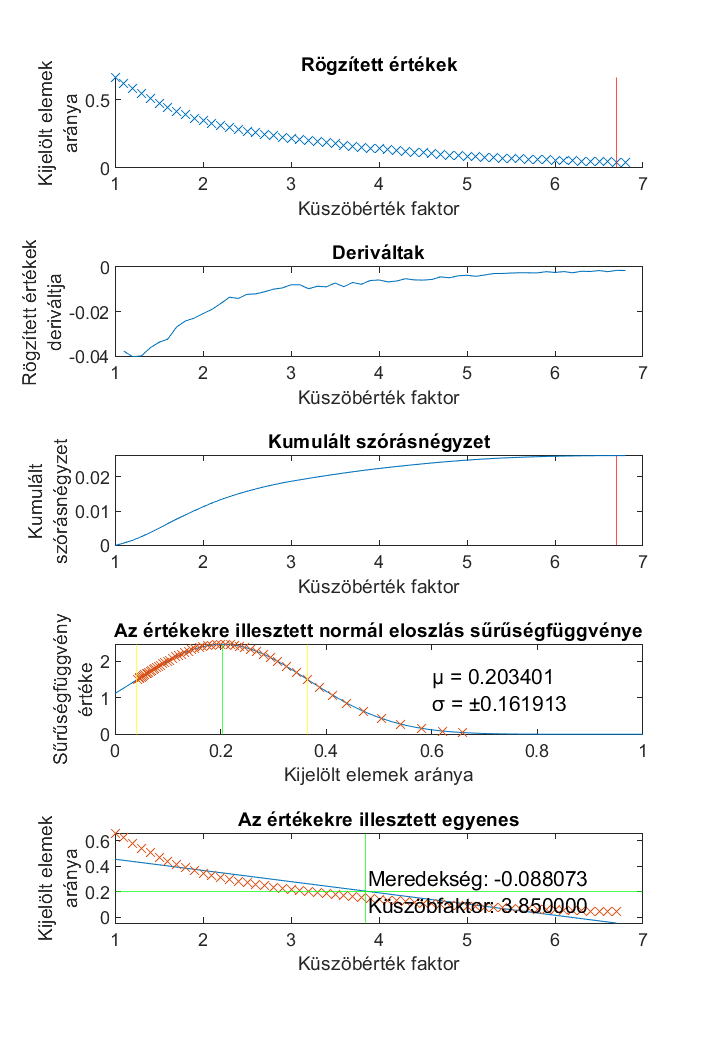 Rögzített értékek
Kijelölt elemek
aránya
0.5
0
1 2 3 4 5 6 7
Küszöbérték faktor
Deriváltak
Rögzített értékek
deriváltja
0
-0.02
-0.04
1 2 3 4 5 6 7
Küszöbérték faktor
Kumulált szórásnégyzet
Kumulált
szórásnégyzet
0.02
0.01
0
1 2 3 4 5 6 7
Küszöbérték faktor
Az értékekre illesztett normál eloszlás sűrűségfüggvénye
Sűrűségfüggvény
értéke
2
1
0
μ = 0.203401
σ = ±0.161913
0 0.2 0.4 0.6 0.8 1
Kijelölt elemek aránya
Az értékekre illesztett egyenes
Kijelölt elemek
aránya
0.6
0.4
0.2
0
Meredekség: -0.088073
Küszöbfaktor: 3.850000
1 2 3 4 5 6 7
Küszöbérték faktor